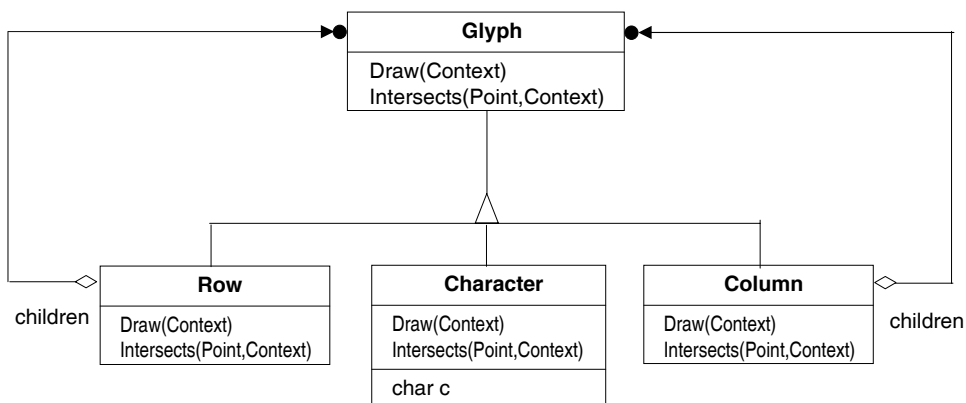 Glyph
Draw(Context)
Intersects(Point,Context)
Row
Draw(Context)
Intersects(Point,Context)
children
Character
Draw(Context)
Intersects(Point,Context)
char c
Column
Draw(Context)
Intersects(Point,Context)
children